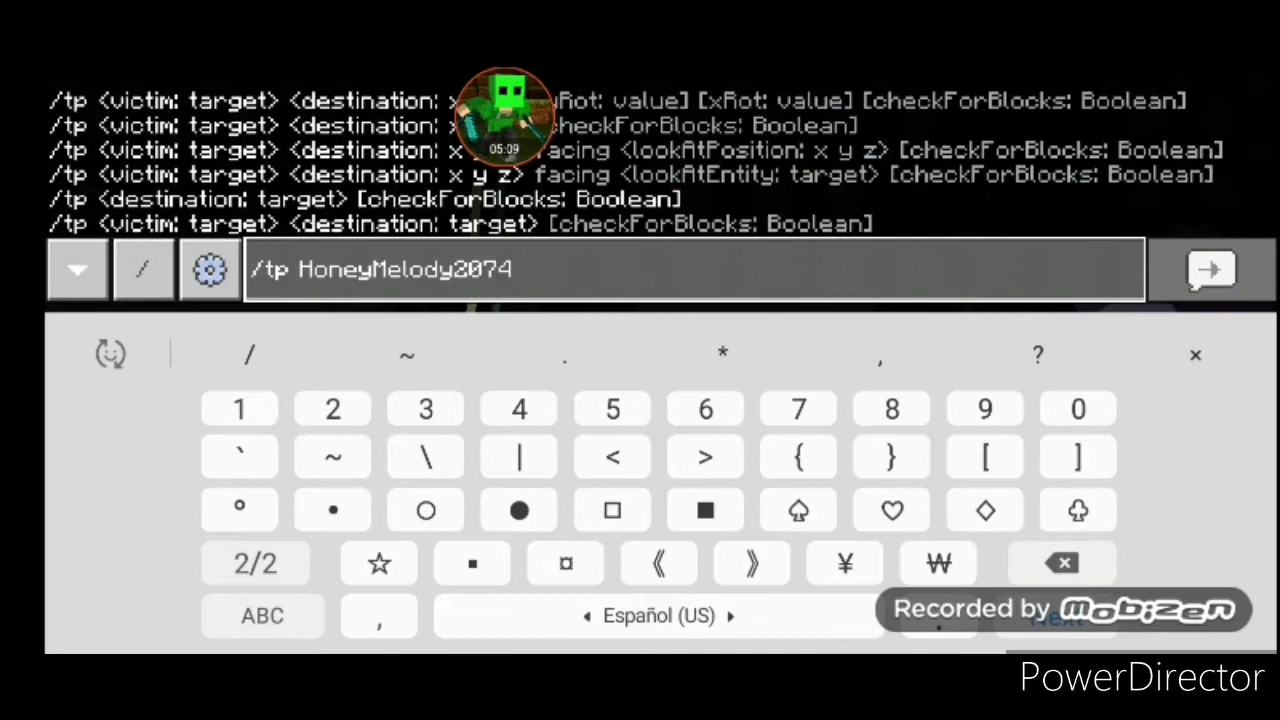 /tp <victim: target> <destination: x yRot: value] [xRot: value] [checkForBlocks: Boolean]
/tp <victim: target> <destination: x checkForBlocks: Boolean]
/tp <victim: target> <destination: x y facing <lookAtPosition: x y z> [checkForBlocks: Boolean]
/tp <victim: target> <destination: x y z> facing <lookAtEntity: target> [checkForBlocks: Boolean]
/tp <destination: target> [checkForBlocks: Boolean]
/tp <victim: target> <destination: target> [checkForBlocks: Boolean]
05:09
/ /tp HoneyMelody2074
/ ~ . * , ? ×
1 2 3 4 5 6 7 8 9 0
` ~ \ | < > { } [ ]
° • ○ ● □ ■ ♤ ♡ ◇ ♧
2/2 ☆ ▪ ¤ 《 》 ¥ ₩
ABC , Español (US) . Next
Recorded by mobizen
PowerDirector